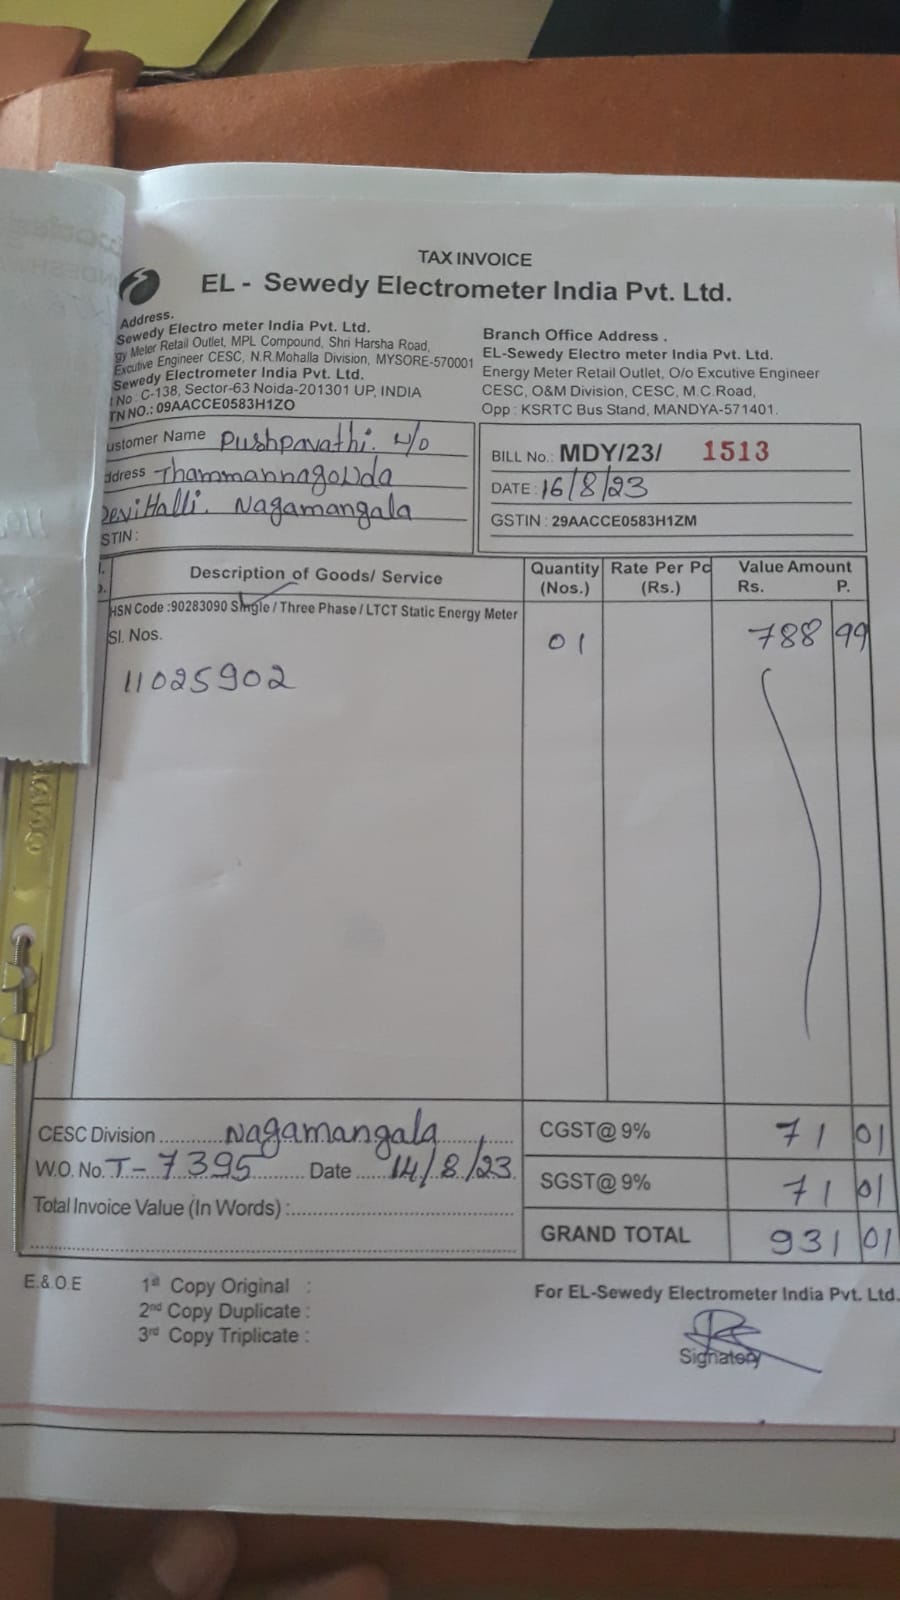 TAX INVOICE
EL - Sewedy Electrometer India Pvt. Ltd.
Address.
Sewedy Electro meter India Pvt. Ltd.
gy Meter Retail Outlet, MPL Compound, Shri Harsha Road,
Excutive Engineer CESC, N.R.Mohalla Division, MYSORE-570001
Sewedy Electrometer India Pvt. Ltd.
No : C-138, Sector-63 Noida-201301 UP, INDIA
TN NO.: 09AACCE0583H1ZO
Branch Office Address .
EL-Sewedy Electro meter India Pvt. Ltd.
Energy Meter Retail Outlet, O/o Excutive Engineer
CESC, O&M Division, CESC, M.C.Road,
Opp : KSRTC Bus Stand, MANDYA-571401.
ustomer Name Pushpavathi. W/o
ddress Thammannagowda
DeviHalli. Nagamangala
STIN :
BILL No.: MDY/23/ 1513
DATE : 16/8/23
GSTIN : 29AACCE0583H1ZM
Description of Goods/ Service Quantity (Nos.) Rate Per Pc (Rs.) Value Amount Rs. P.
HSN Code :90283090 Single / Three Phase / LTCT Static Energy Meter
Sl. Nos. 01 788 99
11025902
CESC Division Nagamangala CGST@ 9% 71 01
W.O. No. T-7395 Date 14/8/23 SGST@ 9% 71 01
Total Invoice Value (In Words) : GRAND TOTAL 931 01
E.& O.E
1st Copy Original :
2nd Copy Duplicate :
3rd Copy Triplicate :
For EL-Sewedy Electrometer India Pvt. Ltd.
Signatory